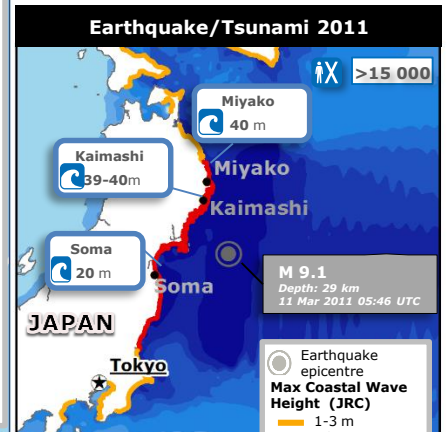 Earthquake/Tsunami 2011
>15 000
Miyako
40 m
Kaimashi
39-40m
Miyako
Kaimashi
Soma
20 m
Soma
M 9.1
Depth: 29 km
11 Mar 2011 05:46 UTC
JAPAN
Tokyo
Earthquake
epicentre
Max Coastal Wave
Height (JRC)
1-3 m